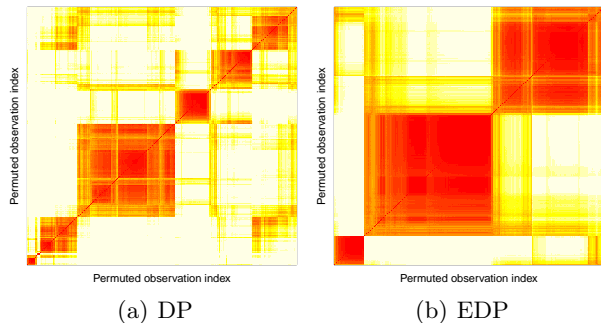 Permuted observation index
Permuted observation index
(a) DP
Permuted observation index
Permuted observation index
(b) EDP